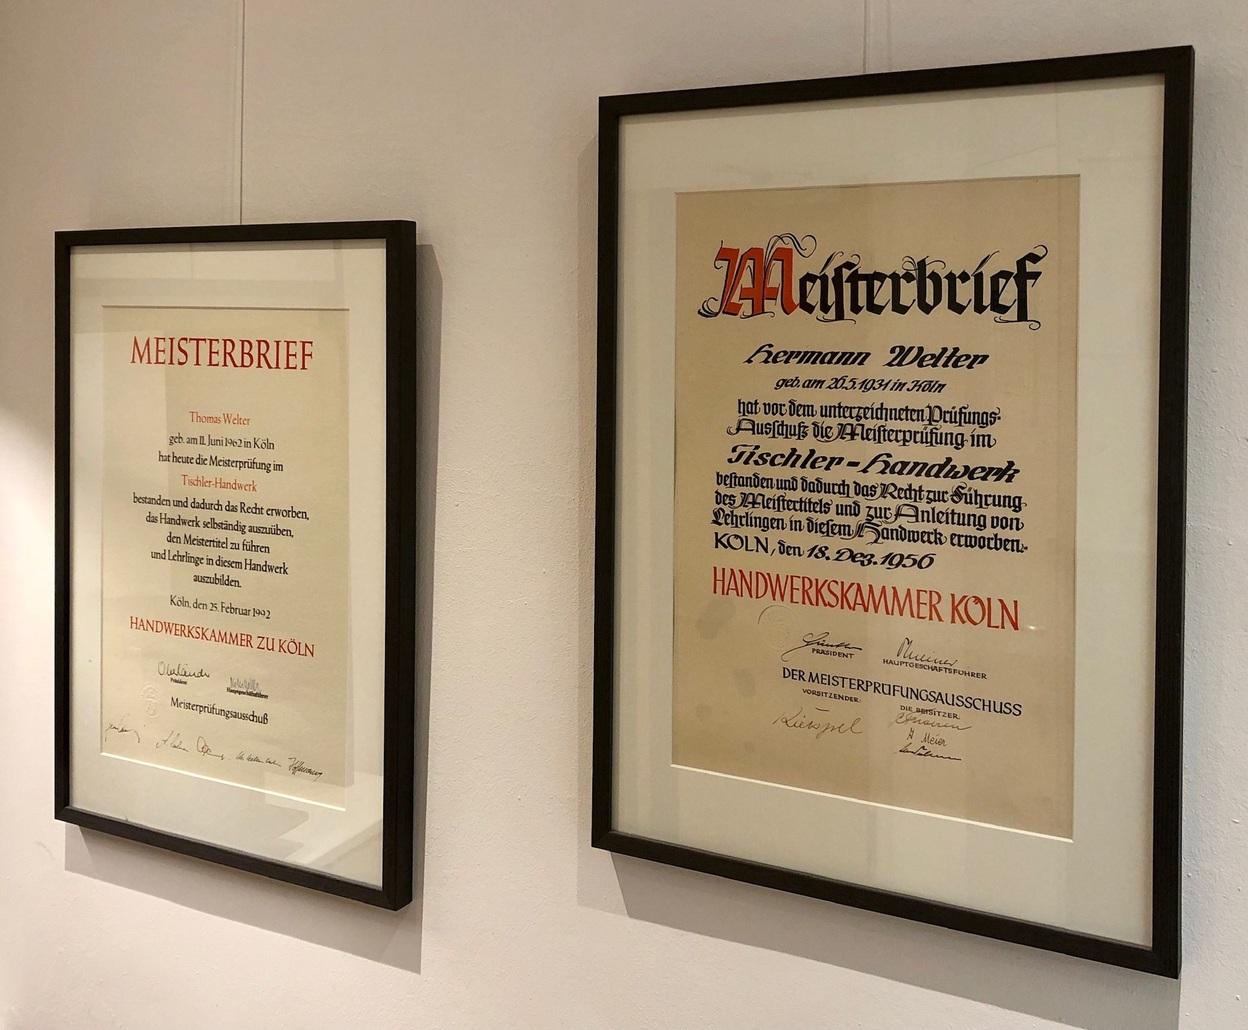 MEISTERBRIEF
Thomas Welter
geb. am 11. Juni 1962 in Köln
hat heute die Meisterprüfung im
Tischler-Handwerk
bestanden und dadurch das Recht erworben,
das Handwerk selbständig auszuüben,
den Meistertitel zu führen
und Lehrlinge in diesem Handwerk
auszubilden.
Köln, den 25. Februar 1992
HANDWERKSKAMMER ZU KÖLN
Präsident
Hauptgeschäftsführer
Meisterprüfungsausschuß
Meisterbrief
Hermann Welter
geb. am 26.5.1931 in Köln
hat vor dem unterzeichneten Prüfungs-
Ausschuß die Meisterprüfung im
Tischler-Handwerk
bestanden und dadurch das Recht zur Führung
des Meistertitels und zur Anleitung von
Lehrlingen in diesem Handwerk erworben.
KÖLN, den 18. Dez. 1956
HANDWERKSKAMMER KÖLN
PRÄSIDENT
HAUPTGESCHÄFTSFÜHRER
DER MEISTERPRÜFUNGSAUSSCHUSS
VORSITZENDER:
DIE BEISITZER:
Meier